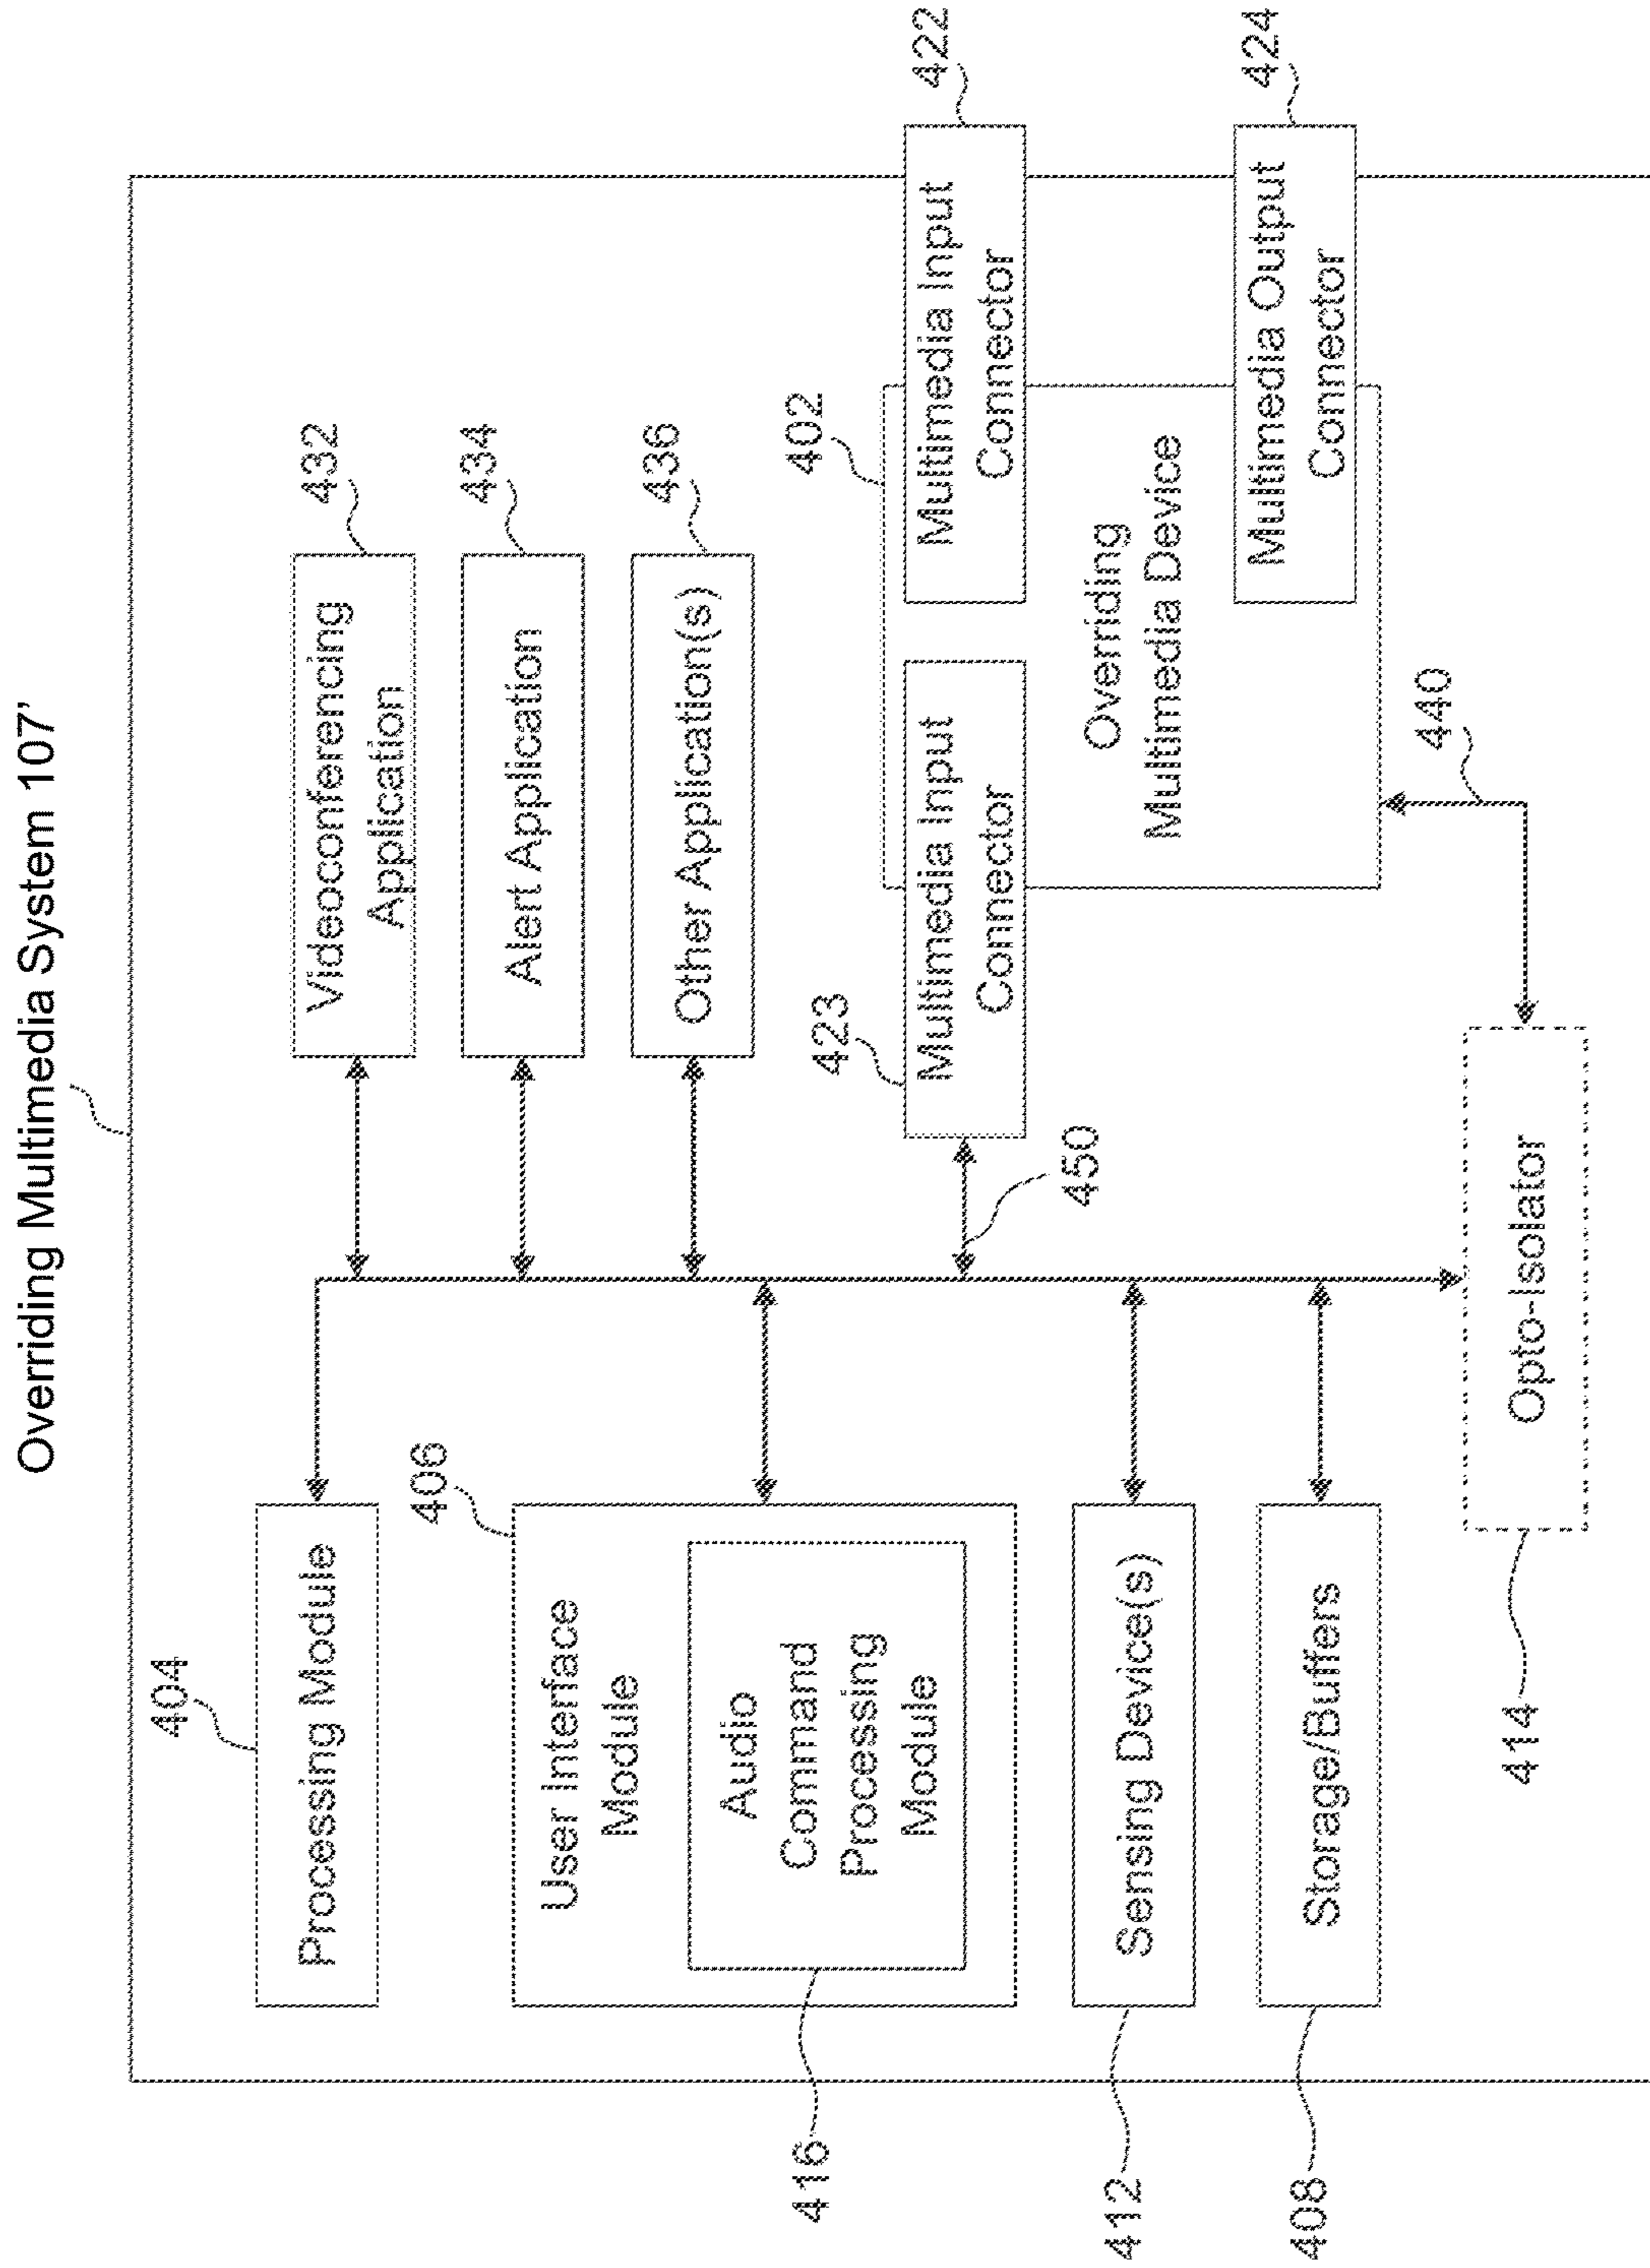 Overriding Multimedia System 107'
404
Processing Module
406
User Interface
Module
Audio
Command
Processing
Module
416
Sensing Device(s)
412
Storage/Buffers
408
Videoconferencing
Application
432
Alert Application
434
Other Application(s)
436
402
423
Multimedia Input
Connector
450
Multimedia Input
Connector
422
Overriding
Multimedia Device
Multimedia Output
Connector
424
440
Opto-Isolator
414